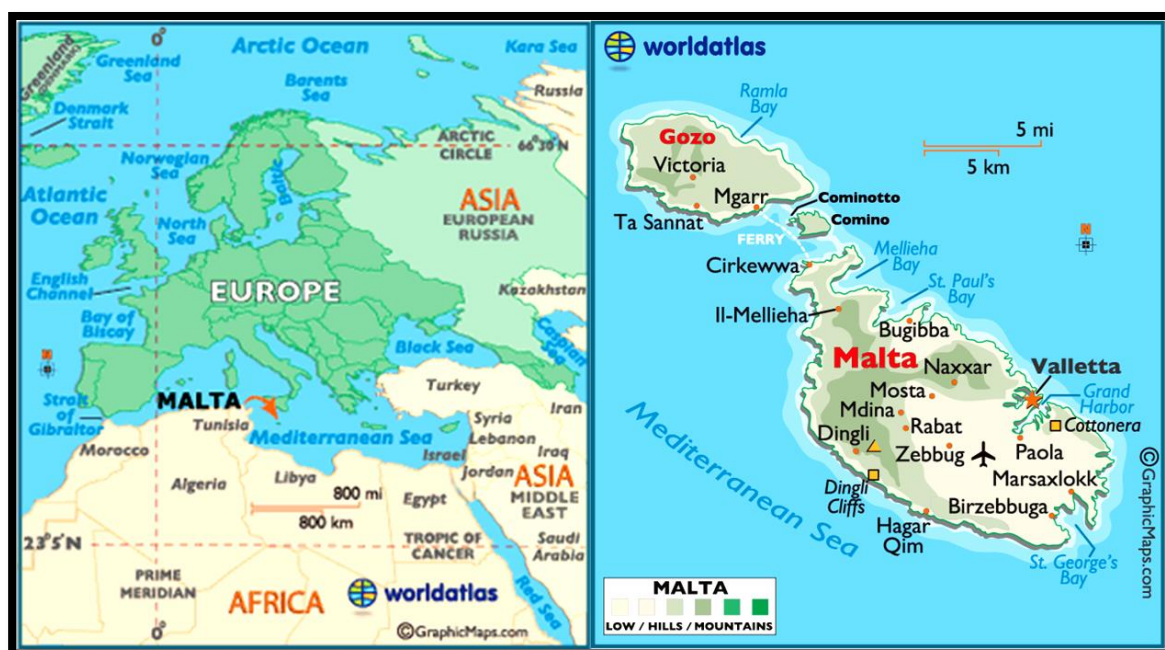 0°
Arctic Ocean
Kara Sea
Greenland
DENMARK
Greenland
Sea
Barents
Sea
Russia
Denmark
Strait
ARCTIC
CIRCLE
66°30'N
Norwegian
Sea
Baltic
Atlantic
Ocean
ASIA
EUROPEAN
RUSSIA
North
Sea
English
Channel
EUROPE
Kazakhstan
Bay of
Biscay
Caspian
Sea
Black Sea
N
Turkey
MALTA
Strait
of
Gibraltar
Tunisia
Syria
Iran
Mediterranean Sea
Lebanon
Morocco
Israel
Iraq
Jordan
ASIA
MIDDLE
EAST
Algeria
Libya
Egypt
800 mi
800 km
23°5'N
TROPIC OF
CANCER
Saudi
Arabia
PRIME
MERIDIAN
AFRICA
worldatlas
Red Sea
0°
©GraphicMaps.com
worldatlas
Ramla
Bay
5 mi
5 km
Gozo
Victoria
Mgarr
Ta Sannat
Cominotto
Comino
FERRY
N
Cirkewwa
Mellieha
Bay
St. Paul's
Bay
Il-Mellieha
Bugibba
Malta
Naxxar
Valletta
Mosta
Grand
Harbor
Mdina
Cottonera
Rabat
Dingli
Zebbug
Paola
Marsaxlokk
Dingli
Cliffs
Birzebbuga
Hagar
Qim
Mediterranean Sea
St. George's
Bay
©GraphicMaps.com
MALTA
LOW / HILLS / MOUNTAINS